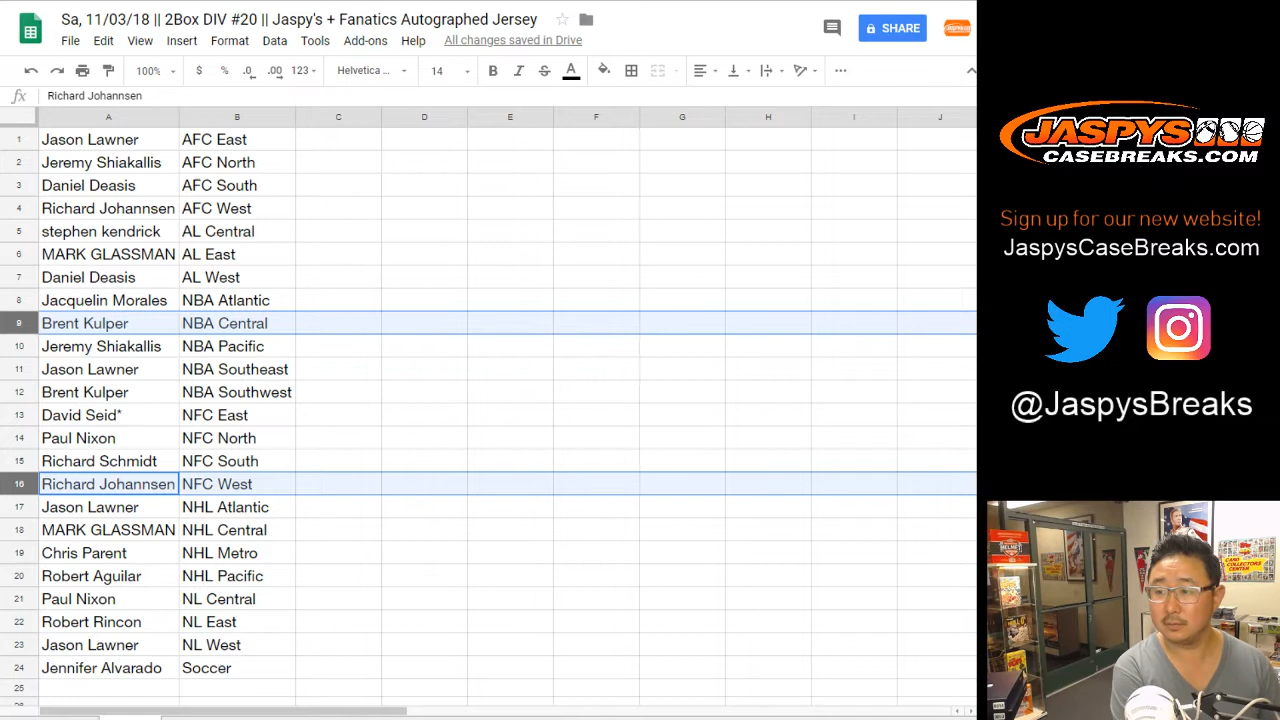 Sa, 11/03/18 || 2Box DIV #20 || Jaspy's + Fanatics Autographed Jersey
SHARE
File Edit View Insert Format Data Tools Add-ons Help All changes saved in Drive
100% $ % .0 .00 123 Helvetica ... 14 B I S A
fx Richard Johannsen
A B C D E F G H I J
1 Jason Lawner AFC East
2 Jeremy Shiakallis AFC North
3 Daniel Deasis AFC South
4 Richard Johannsen AFC West
5 stephen kendrick AL Central
6 MARK GLASSMAN AL East
7 Daniel Deasis AL West
8 Jacquelin Morales NBA Atlantic
9 Brent Kulper NBA Central
10 Jeremy Shiakallis NBA Pacific
11 Jason Lawner NBA Southeast
12 Brent Kulper NBA Southwest
13 David Seid* NFC East
14 Paul Nixon NFC North
15 Richard Schmidt NFC South
16 Richard Johannsen NFC West
17 Jason Lawner NHL Atlantic
18 MARK GLASSMAN NHL Central
19 Chris Parent NHL Metro
20 Robert Aguilar NHL Pacific
21 Paul Nixon NL Central
22 Robert Rincon NL East
23 Jason Lawner NL West
24 Jennifer Alvarado Soccer
25
JASPYS
CASEBREAKS.COM
Sign up for our new website!
JaspysCaseBreaks.com
@JaspysBreaks